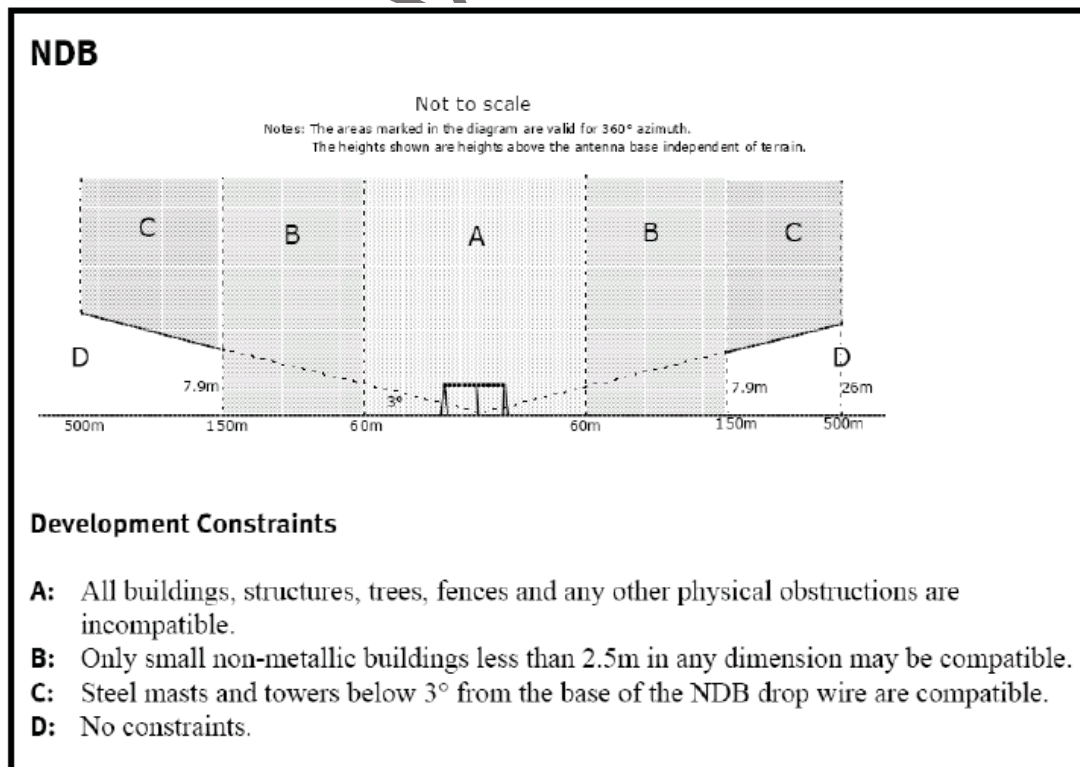 NDB
Not to scale
Notes: The areas marked in the diagram are valid for 360° azimuth.
The heights shown are heights above the antenna base independent of terrain.
C
B
A
B
C
D
7.9m
3°
7.9m
D
26m
500m
150m
60m
60m
150m
500m
Development Constraints
A: All buildings, structures, trees, fences and any other physical obstructions are
incompatible.
B: Only small non-metallic buildings less than 2.5m in any dimension may be compatible.
C: Steel masts and towers below 3° from the base of the NDB drop wire are compatible.
D: No constraints.